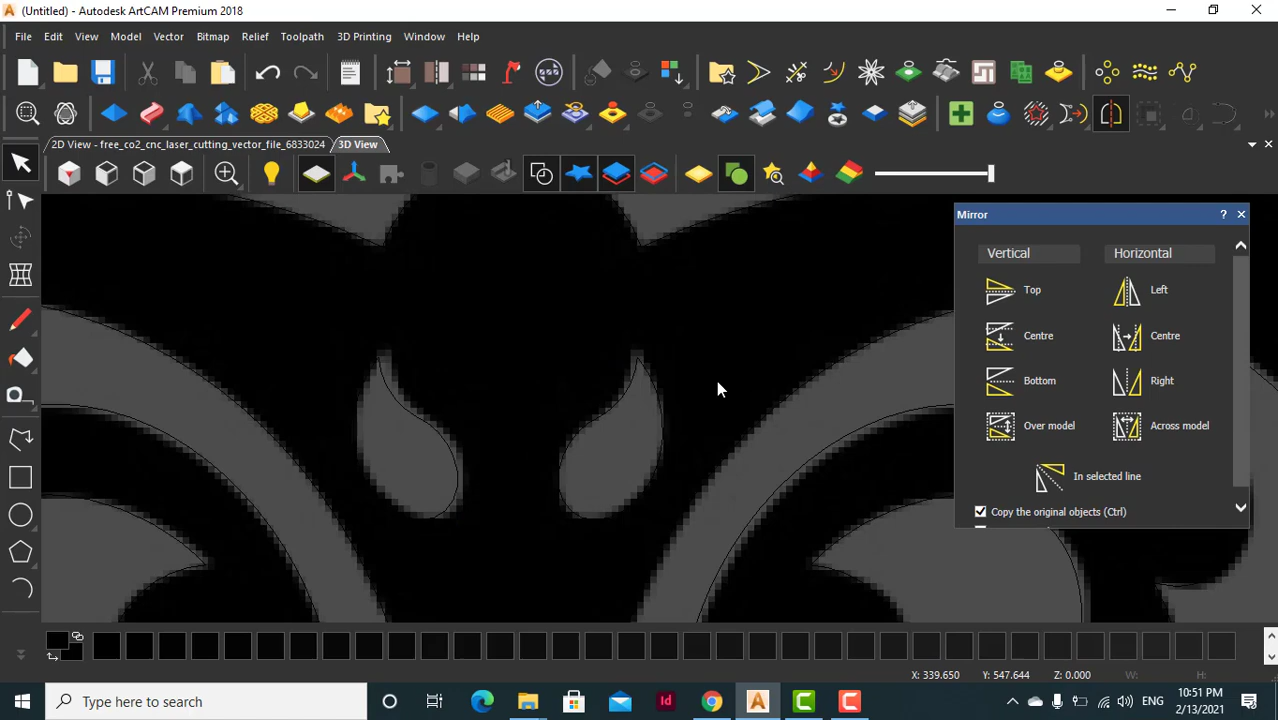 (Untitled) - Autodesk ArtCAM Premium 2018
File Edit View Model Vector Bitmap Relief Toolpath 3D Printing Window Help
2D View - free_co2_cnc_laser_cutting_vector_file_6833024 3D View
Mirror
Vertical Horizontal
Top Left
Centre Centre
Bottom Right
Over model Across model
In selected line
Copy the original objects (Ctrl)
X: 339.650 Y: 547.644 Z: 0.000 W: H:
Type here to search
ENG
10:51 PM
2/13/2021